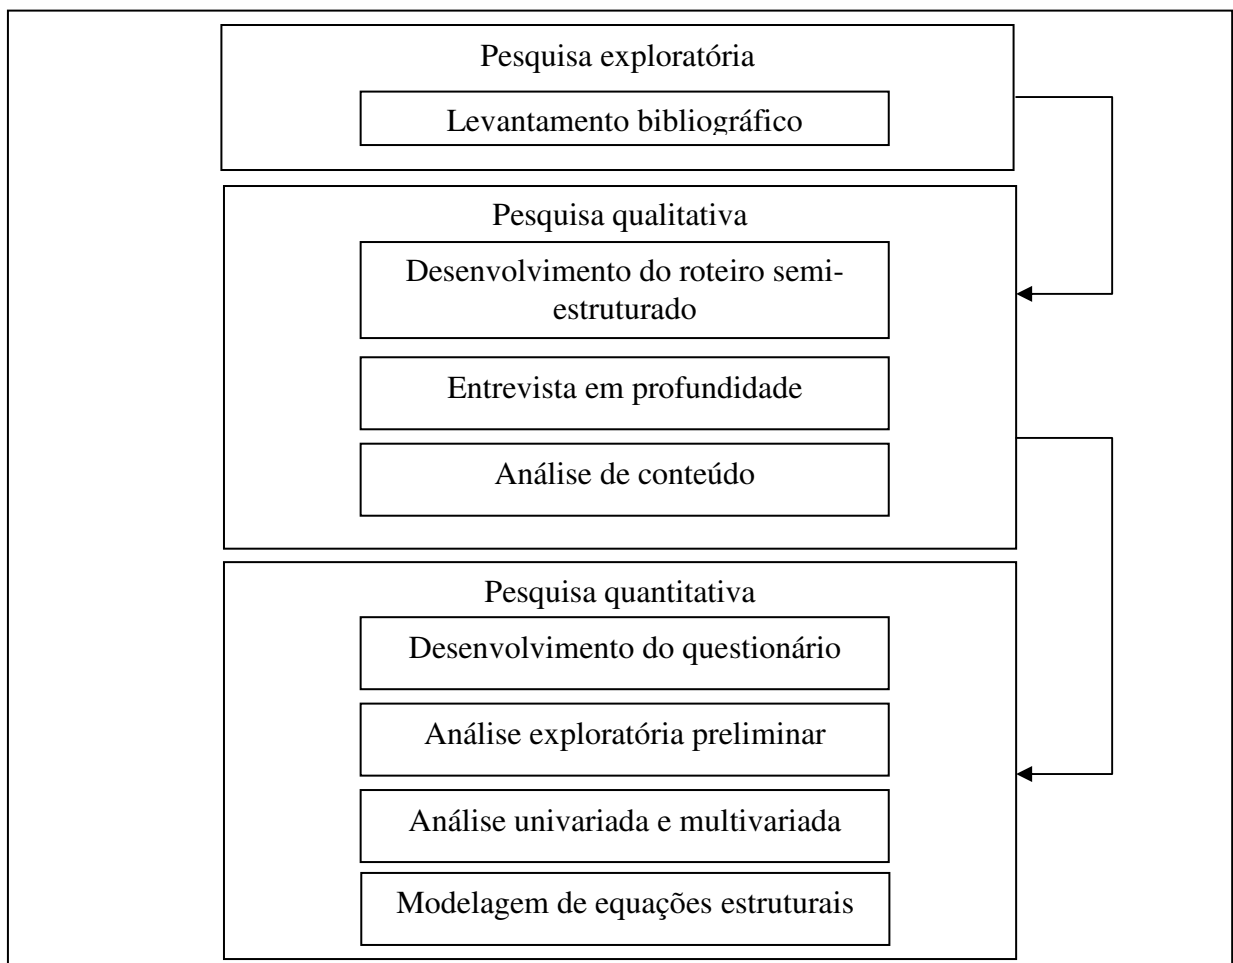 Pesquisa exploratória
Levantamento bibliográfico
Pesquisa qualitativa
Desenvolvimento do roteiro semi-
estruturado
Entrevista em profundidade
Análise de conteúdo
Pesquisa quantitativa
Desenvolvimento do questionário
Análise exploratória preliminar
Análise univariada e multivariada
Modelagem de equações estruturais